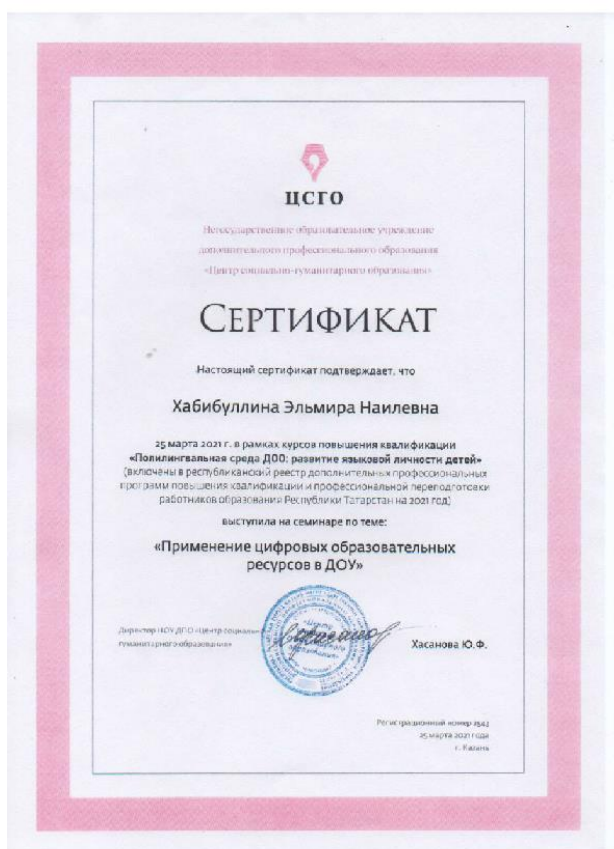 ЦСГО
Негосударственное образовательное учреждение
дополнительного профессионального образования
«Центр социально-гуманитарного образования»
СЕРТИФИКАТ
Настоящий сертификат подтверждает, что
Хабибуллина Эльмира Наилевна
25 марта 2021 г. в рамках курсов повышения квалификации
«Полилингвальная среда ДОО: развитие языковой личности детей»
(включены в республиканский реестр дополнительных профессиональных
программ повышения квалификации и профессиональной переподготовки
работников образования Республики Татарстан на 2021 год)
выступила на семинаре по теме:
«Применение цифровых образовательных
ресурсов в ДОУ»
Директор НОУ ДПО «Центр социально-
гуманитарного образования»
Хасанова Ю.Ф.
Регистрационный номер 2543
25 марта 2021 года
г. Казань